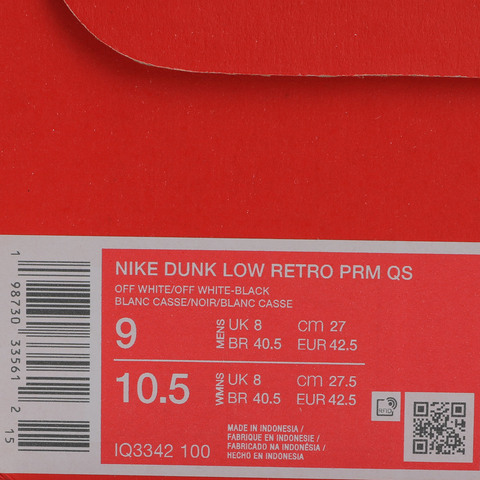 NIKE DUNK LOW RETRO PRM QS
OFF WHITE/OFF WHITE-BLACK
BLANC CASSE/NOIR/BLANC CASSE
9 MENS UK 8 cm 27
BR 40.5 EUR 42.5
10.5 WMNS UK 8 cm 27.5
BR 40.5 EUR 42.5
IQ3342 100
MADE IN INDONESIA /
FABRIQUE EN INDONESIE /
FABRICADO NA INDONÉSIA /
HECHO EN INDONESIA
RFID
1 98730 33561 2 15